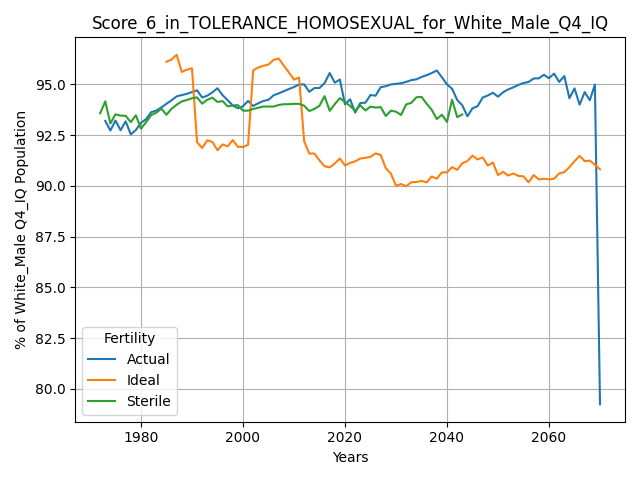 Score_6_in_TOLERANCE_HOMOSEXUAL_for_White_Male_Q4_IQ
% of White_Male Q4_IQ Population
95.0
92.5
90.0
87.5
85.0
82.5
80.0
Fertility
Actual
Ideal
Sterile
1980
2000
2020
2040
2060
Years